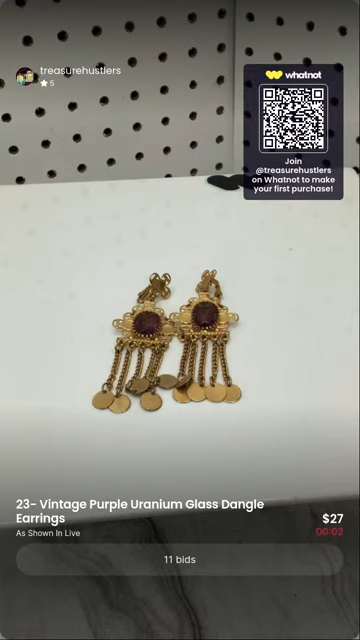 treasurehustlers
★ 5
whatnot
Join
@treasurehustlers
on Whatnot to make
your first purchase!
23- Vintage Purple Uranium Glass Dangle
Earrings
$27
As Shown In Live
00:02
11 bids